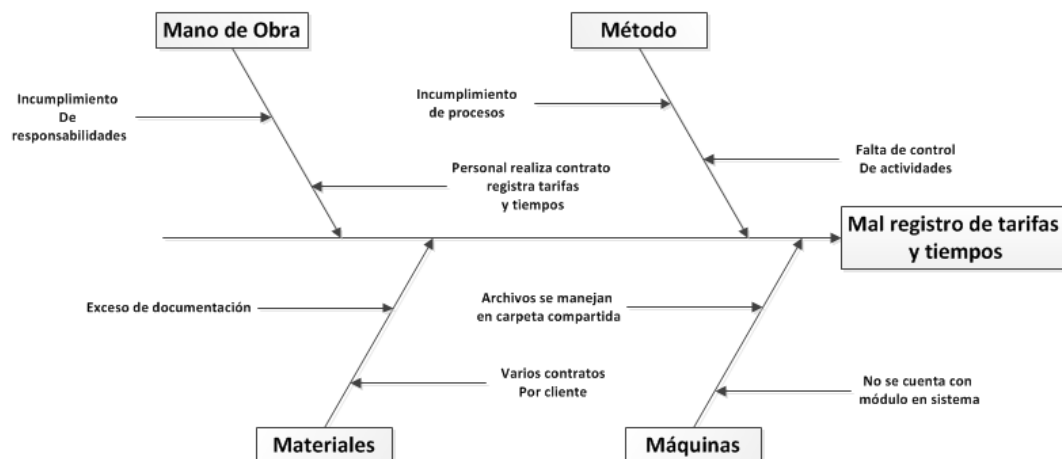 Mano de Obra
Método
Incumplimiento
De
responsabilidades
Incumplimiento
de procesos
Personal realiza contrato
registra tarifas
y tiempos
Falta de control
De actividades
Mal registro de tarifas
y tiempos
Exceso de documentación
Archivos se manejan
en carpeta compartida
Varios contratos
Por cliente
No se cuenta con
módulo en sistema
Materiales
Máquinas